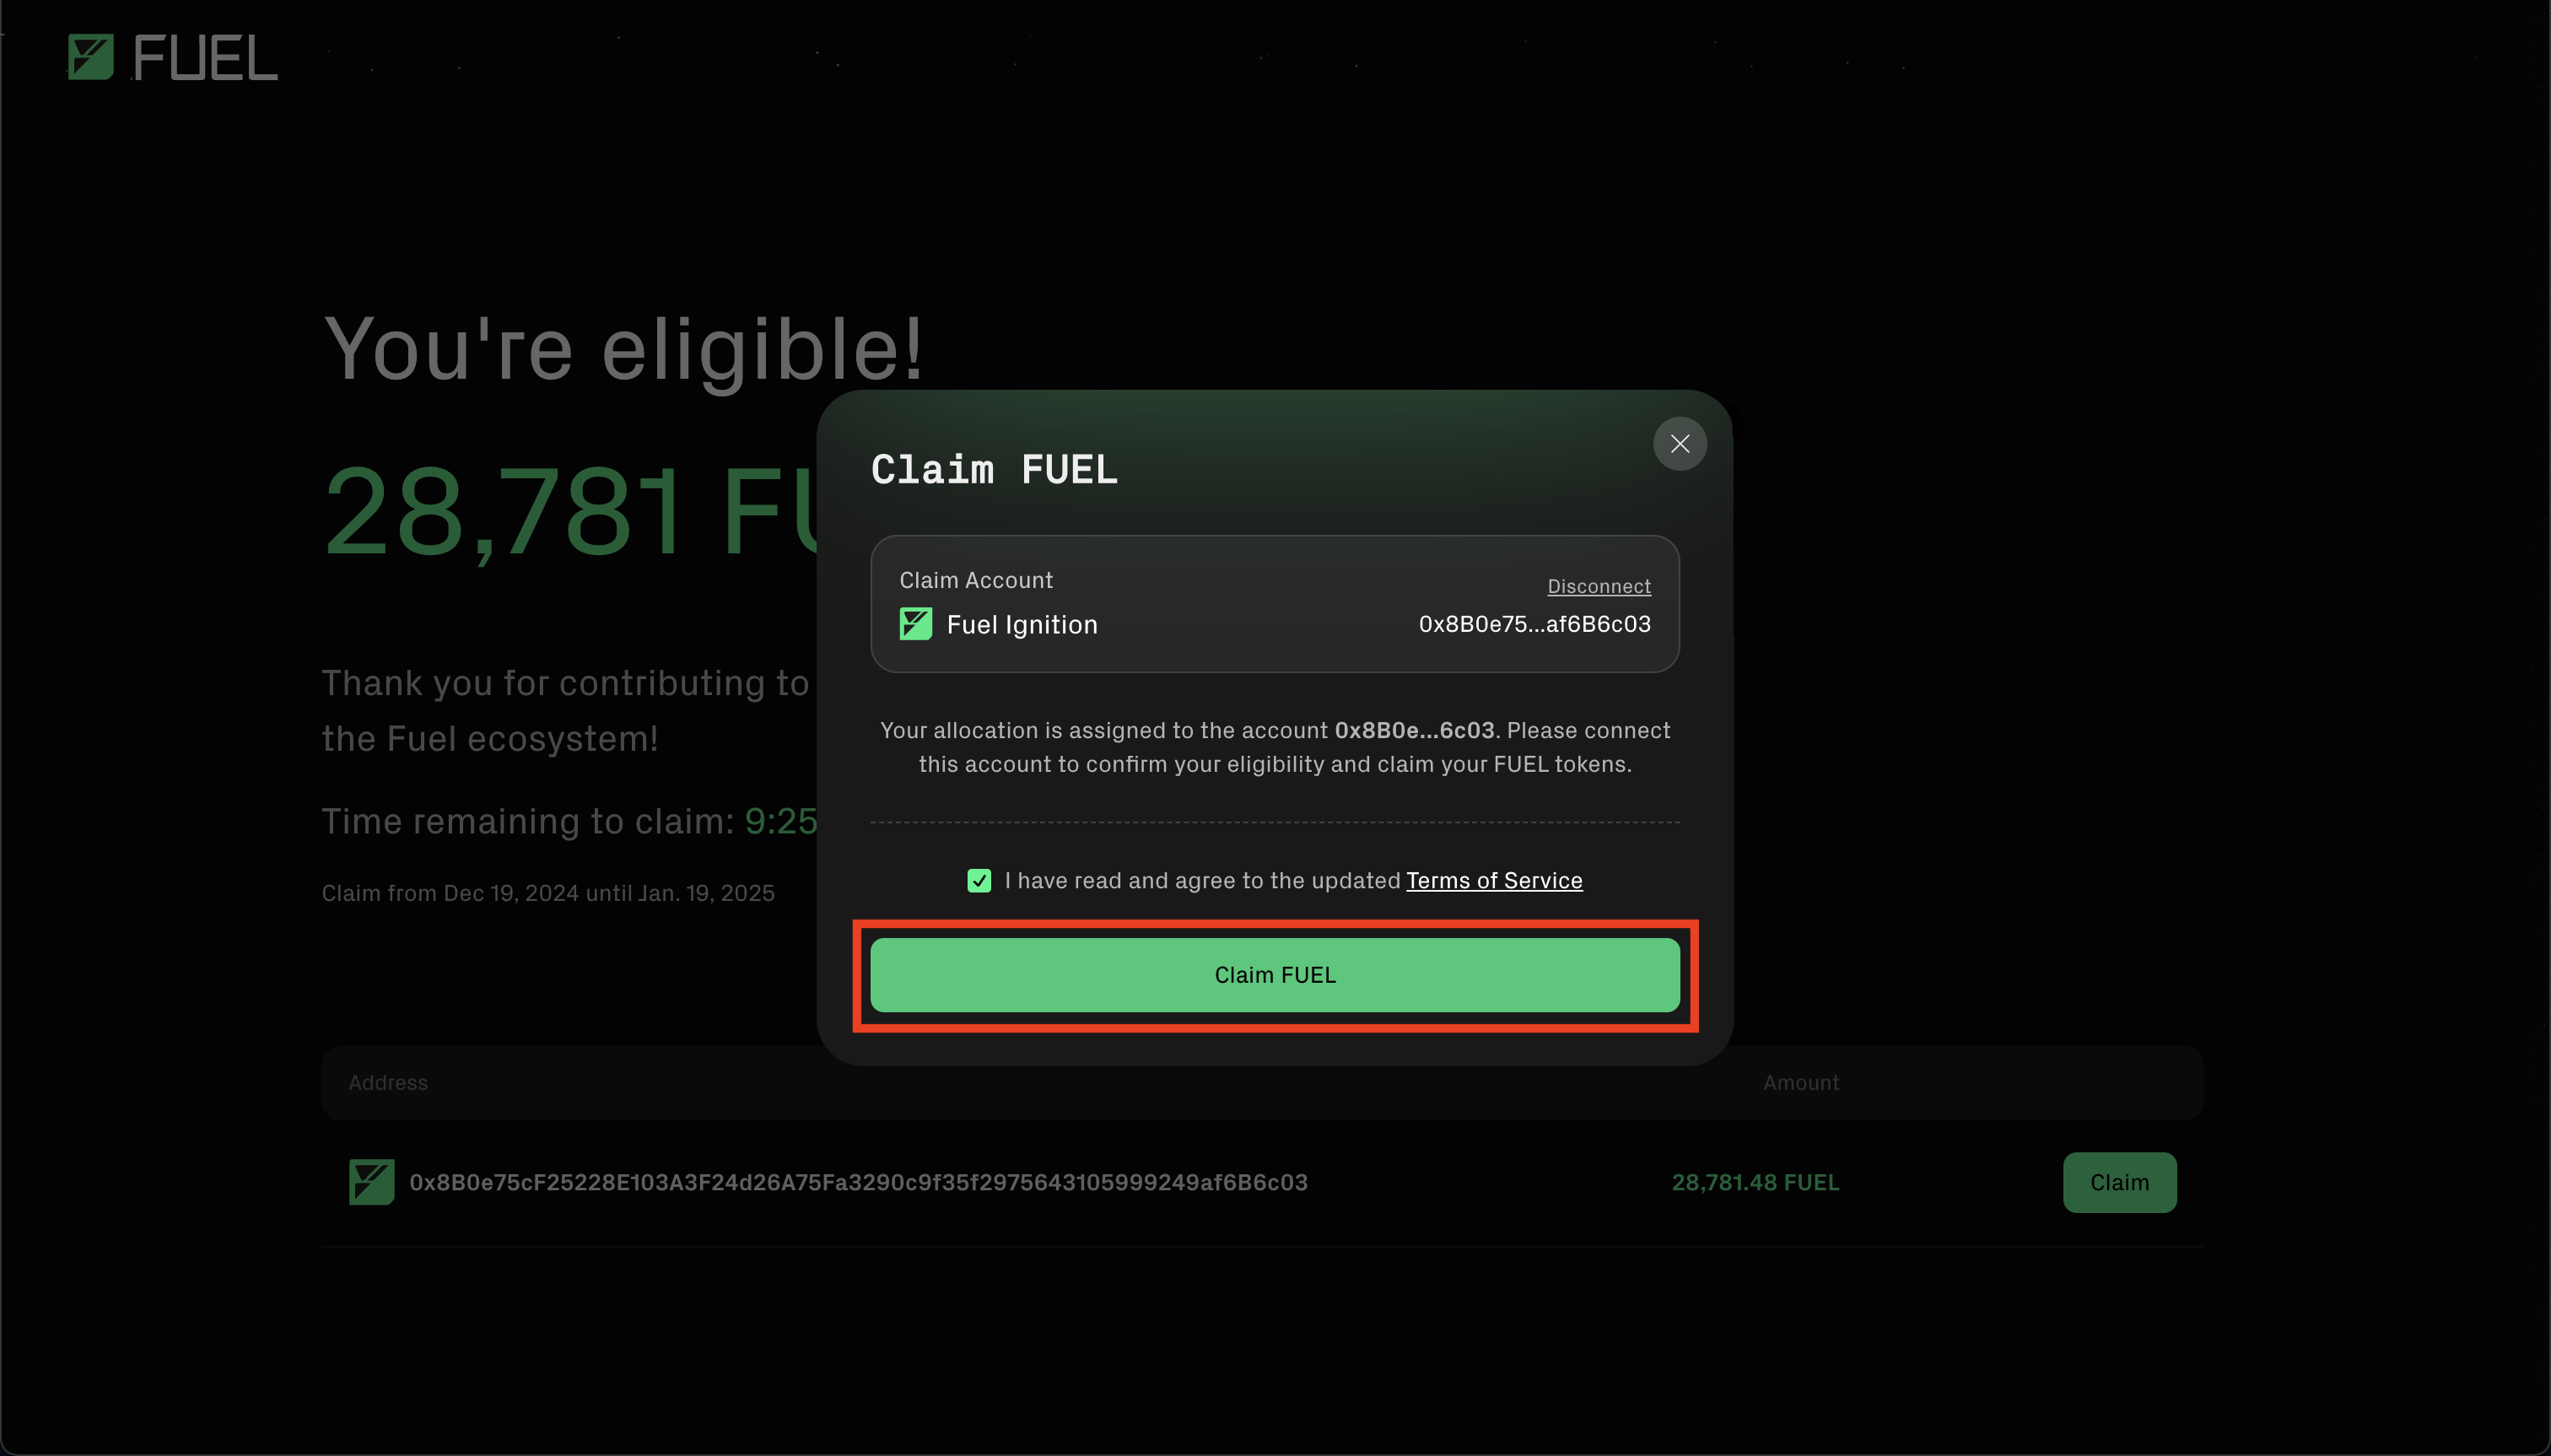 FUEL
You're eligible!
28,781 FU
Thank you for contributing to
the Fuel ecosystem!
Time remaining to claim: 9:25
Claim from Dec 19, 2024 until Jan. 19, 2025
Claim FUEL
Claim Account
Disconnect
Fuel Ignition
0x8B0e75...af6B6c03
Your allocation is assigned to the account 0x8B0e...6c03. Please connect
this account to confirm your eligibility and claim your FUEL tokens.
I have read and agree to the updated Terms of Service
Claim FUEL
Address
Amount
0x8B0e75cF25228E103A3F24d26A75Fa3290c9f35f2975643105999249af6B6c03
28,781.48 FUEL
Claim